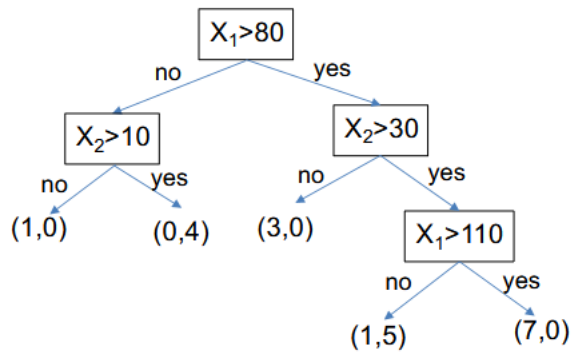 X₁>80
no
yes
X₂>10
X₂>30
no
yes
no
yes
(1,0)
(0,4)
(3,0)
X₁>110
no
yes
(1,5)
(7,0)